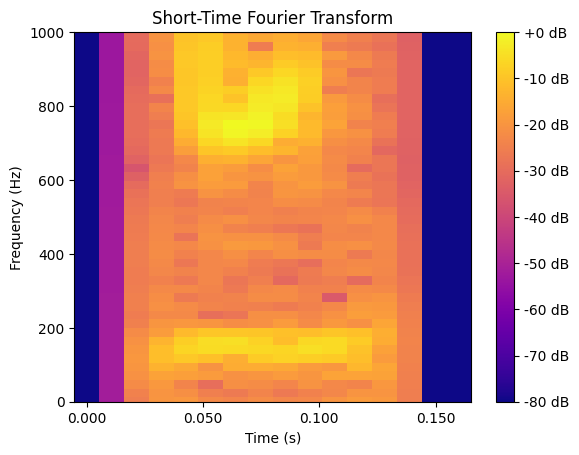 Short-Time Fourier Transform
1000
800
600
400
200
0
Frequency (Hz)
0.000
0.050
0.100
0.150
Time (s)
+0 dB
-10 dB
-20 dB
-30 dB
-40 dB
-50 dB
-60 dB
-70 dB
-80 dB